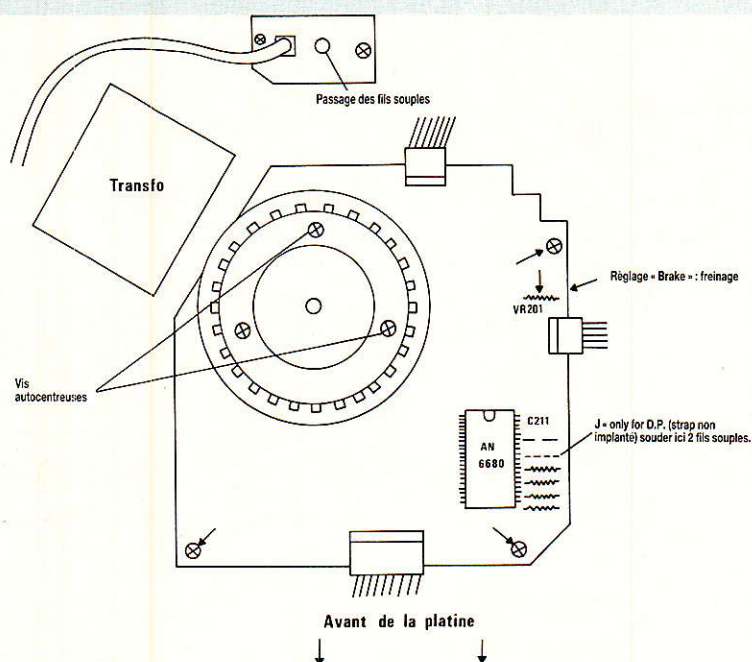 Passage des fils souples
Transfo
Règlage « Brake » : freinage
VR201
Vis
autocentreuses
C211
J « only for D.P. (strap non
implanté) souder ici 2 fils souples.
AN
6680
Avant de la platine